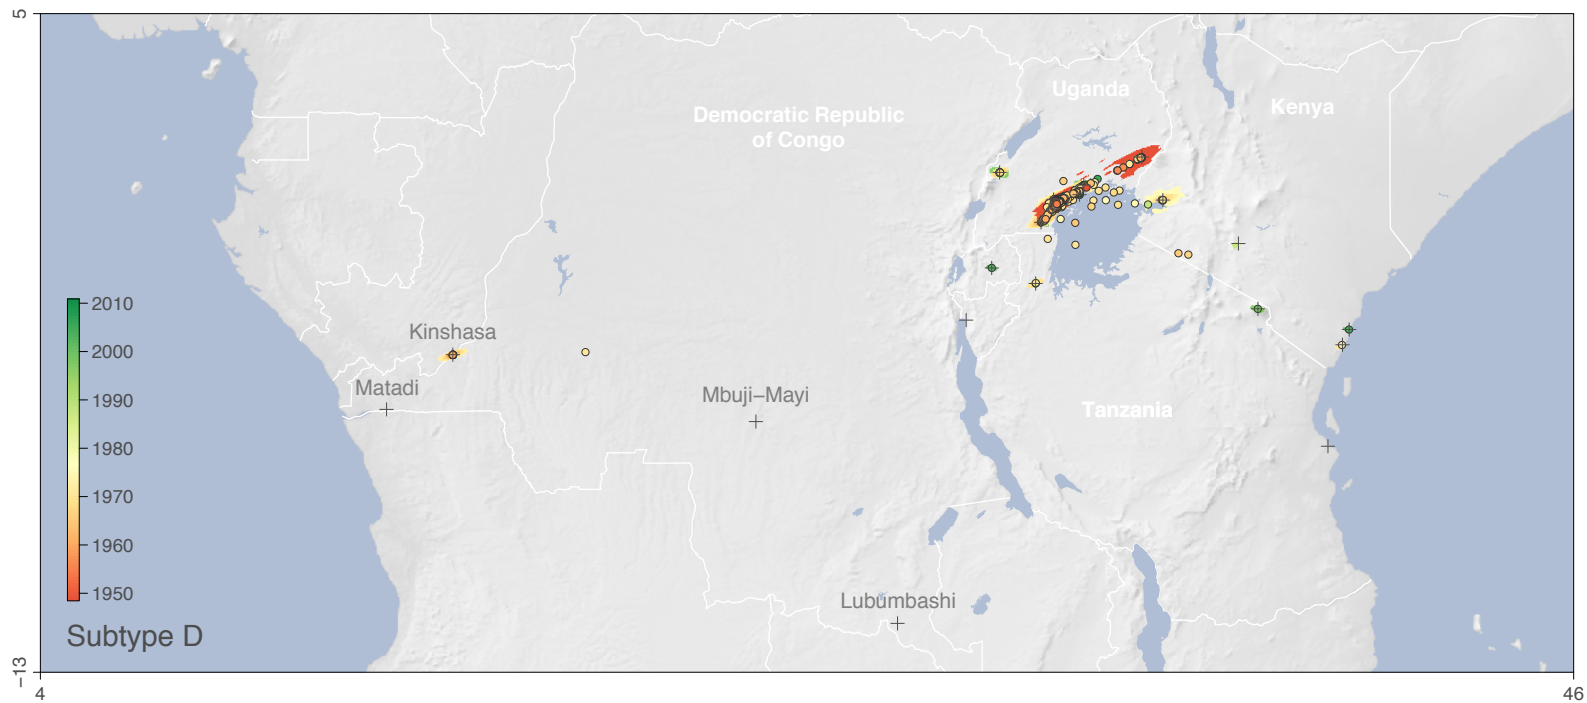 5
Uganda
Kenya
Democratic Republic
of Congo
2010
2000
1990
1980
1970
1960
1950
Kinshasa
Matadi
Mbuji–Mayi
Tanzania
Lubumbashi
Subtype D
−13
4
46